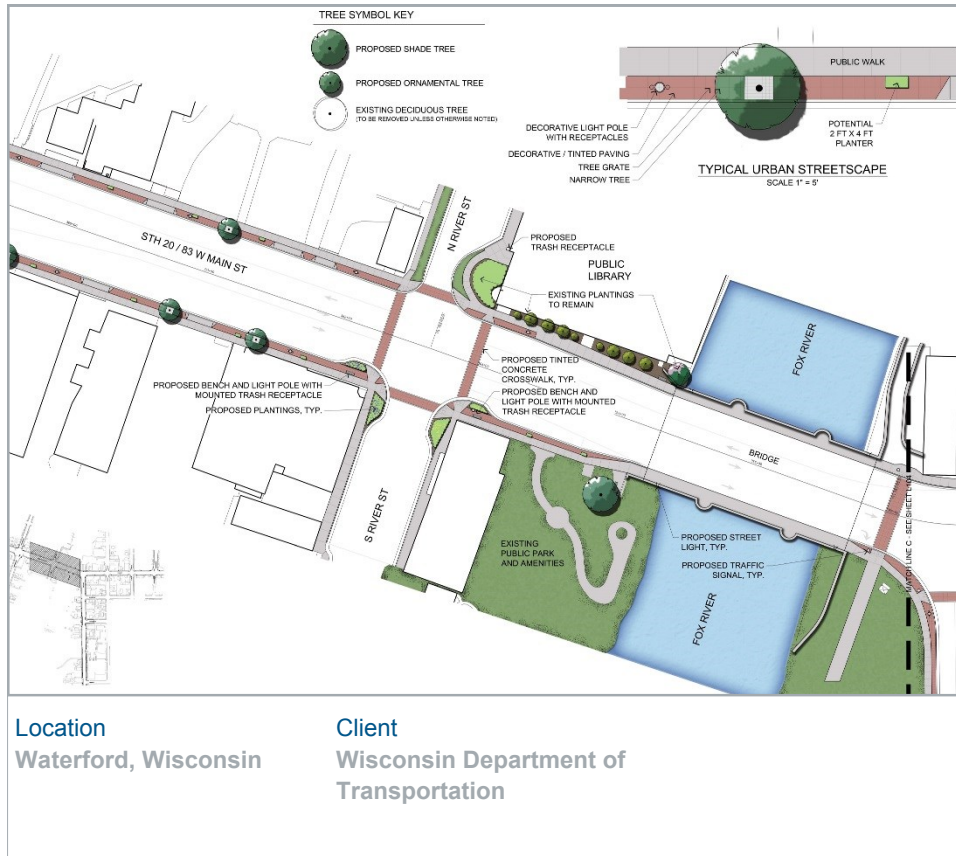 TREE SYMBOL KEY
PROPOSED SHADE TREE
PROPOSED ORNAMENTAL TREE
EXISTING DECIDUOUS TREE
(TO BE REMOVED UNLESS OTHERWISE NOTED)
PUBLIC WALK
DECORATIVE LIGHT POLE
WITH RECEPTACLES
DECORATIVE / TINTED PAVING
TREE GRATE
NARROW TREE
POTENTIAL
2 FT X 4 FT
PLANTER
TYPICAL URBAN STREETSCAPE
SCALE 1" = 5'
STH 20 / 83 W MAIN ST
N RIVER ST
PROPOSED
TRASH RECEPTACLE
PUBLIC
LIBRARY
EXISTING PLANTINGS
TO REMAIN
FOX RIVER
PROPOSED TINTED
CONCRETE
CROSSWALK, TYP.
PROPOSED BENCH AND LIGHT POLE WITH
MOUNTED TRASH RECEPTACLE
PROPOSED PLANTINGS, TYP.
PROPOSED BENCH AND
LIGHT POLE WITH MOUNTED
TRASH RECEPTACLE
BRIDGE
S RIVER ST
EXISTING
PUBLIC PARK
AND AMENITIES
PROPOSED STREET
LIGHT, TYP.
PROPOSED TRAFFIC
SIGNAL, TYP.
FOX RIVER
MATCH LINE C - SEE SHEET
Location
Waterford, Wisconsin
Client
Wisconsin Department of
Transportation